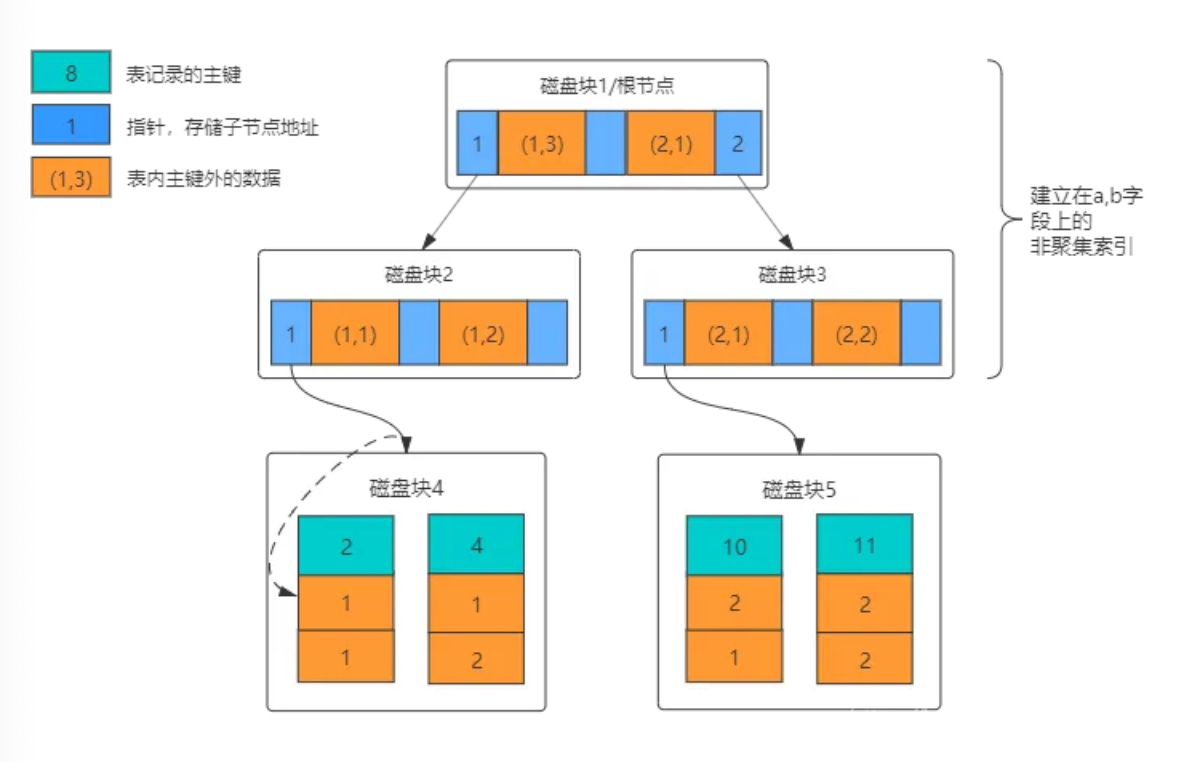 8
表记录的主键
1
指针，存储子节点地址
(1,3)
表内主键外的数据
磁盘块1/根节点
1 (1,3) (2,1) 2
建立在a,b字
段上的
非聚集索引
磁盘块2
1 (1,1) (1,2)
磁盘块3
1 (2,1) (2,2)
磁盘块4
2 4
1 1
1 2
磁盘块5
10 11
2 2
1 2